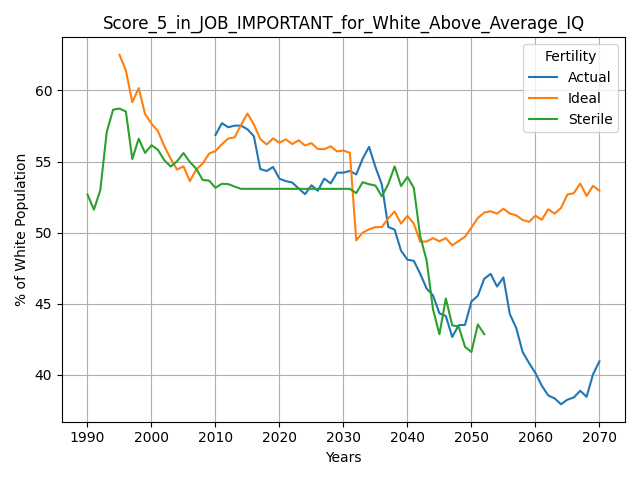 Score_5_in_JOB_IMPORTANT_for_White_Above_Average_IQ
% of White Population
60
55
50
45
40
Fertility
Actual
Ideal
Sterile
1990 2000 2010 2020 2030 2040 2050 2060 2070
Years